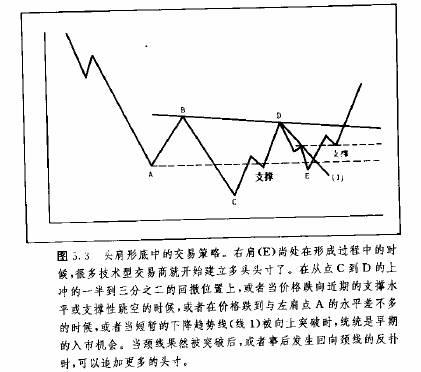 B
D
支撑
A
支撑
E
(1)
C
图 5.3 头肩形底中的交易策略。右肩(E)尚处在形成过程中的时
候,很多技术型交易商就开始建立多头头寸了。在从点 C 到 D 的上
冲的一半到三分之二的回撤位置上,或者当价格跌向近期的支撑水
平或支撑性跳空的时候,或者在价格跌到与左肩点 A 的水平差不多
的时候,或者当短暂的下降趋势线(线 1)被向上突破时,统统是早期
的入市机会。当颈线果然被突破后,或者事后发生回向颈线的反扑
时,可以追加更多的头寸。